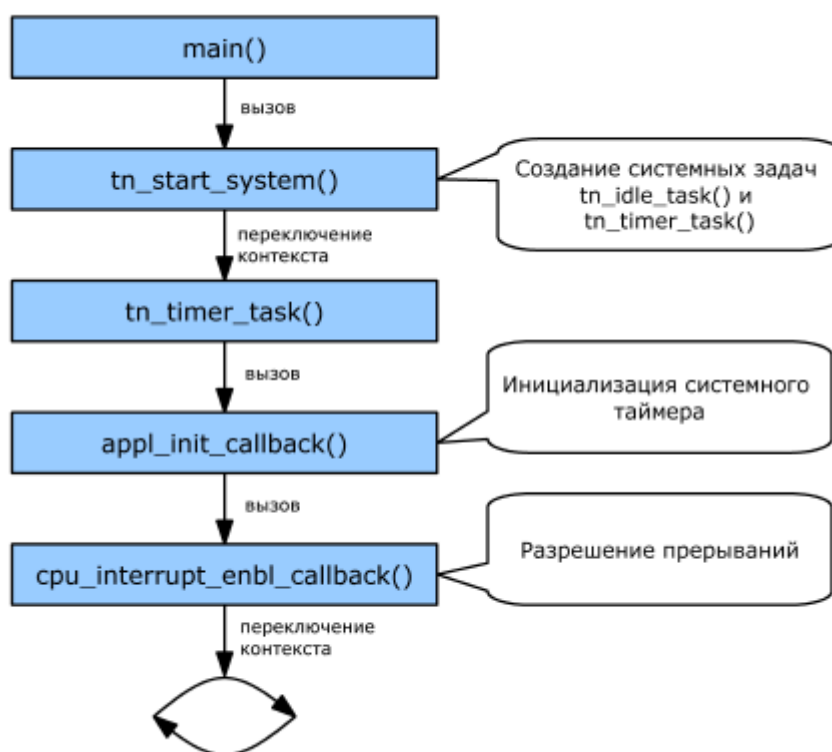 main()
вызов
tn_start_system()
Создание системных задач
tn_idle_task() и
tn_timer_task()
переключение
контекста
tn_timer_task()
вызов
Инициализация системного
таймера
appl_init_callback()
вызов
cpu_interrupt_enbl_callback()
Разрешение прерываний
переключение
контекста